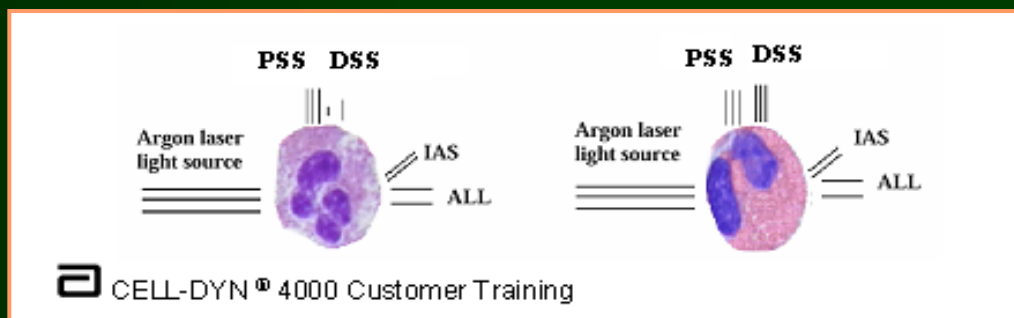 PSS DSS
Argon laser
light source
IAS
ALL
PSS DSS
Argon laser
light source
IAS
ALL
CELL-DYN ® 4000 Customer Training